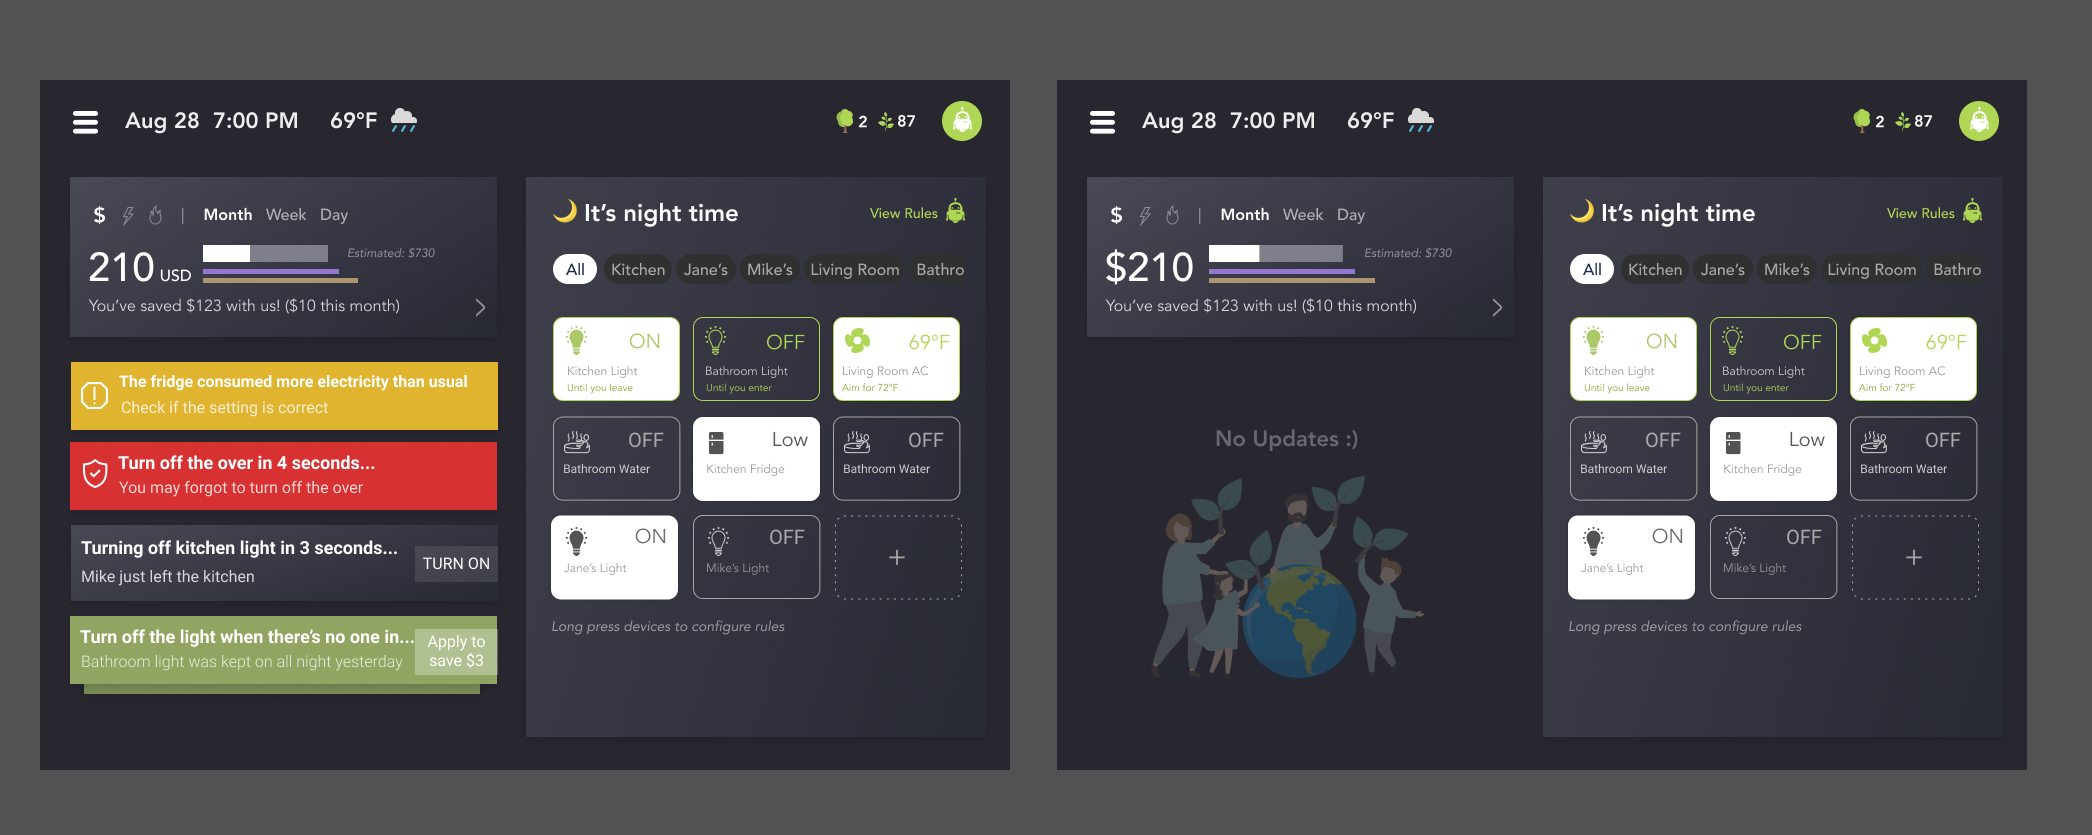 Aug 28 7:00 PM 69°F 2 87
$ | Month Week Day
210 USD
Estimated: $730
You've saved $123 with us! ($10 this month)
The fridge consumed more electricity than usual
Check if the setting is correct
Turn off the over in 4 seconds...
You may forgot to turn off the over
Turning off kitchen light in 3 seconds...
Mike just left the kitchen
TURN ON
Turn off the light when there's no one in...
Bathroom light was kept on all night yesterday
Apply to
save $3
It's night time
View Rules
All Kitchen Jane's Mike's Living Room Bathro
ON
Kitchen Light
Until you leave
OFF
Bathroom Light
Until you enter
69°F
Living Room AC
Aim for 72°F
OFF
Bathroom Water
Low
Kitchen Fridge
OFF
Bathroom Water
ON
Jane's Light
OFF
Mike's Light
+
Long press devices to configure rules
Aug 28 7:00 PM 69°F 2 87
$ | Month Week Day
$210
Estimated: $730
You've saved $123 with us! ($10 this month)
No Updates :)
It's night time
View Rules
All Kitchen Jane's Mike's Living Room Bathro
ON
Kitchen Light
Until you leave
OFF
Bathroom Light
Until you enter
69°F
Living Room AC
Aim for 72°F
OFF
Bathroom Water
Low
Kitchen Fridge
OFF
Bathroom Water
ON
Jane's Light
OFF
Mike's Light
+
Long press devices to configure rules